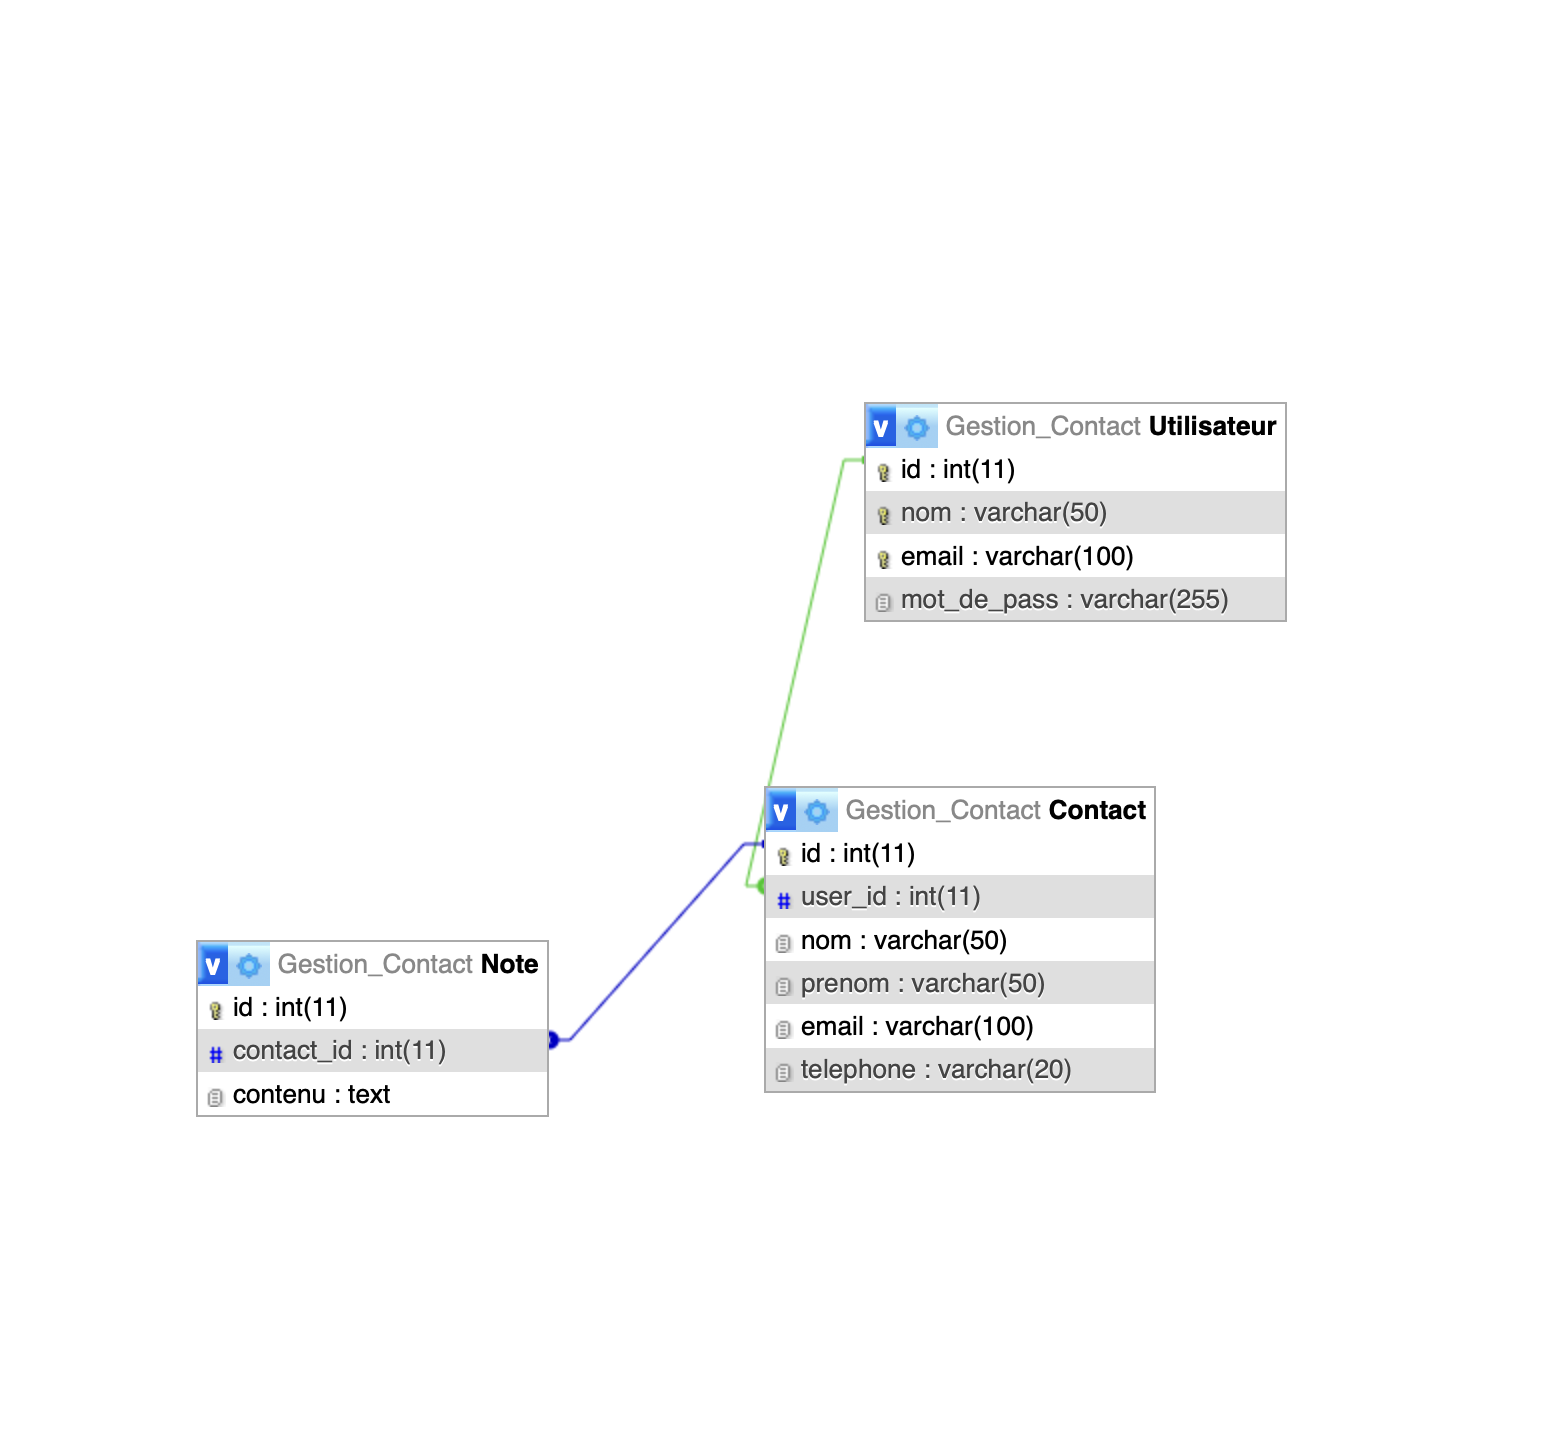 v Gestion_Contact Utilisateur
id : int(11)
nom : varchar(50)
email : varchar(100)
mot_de_pass : varchar(255)
v Gestion_Contact Contact
id : int(11)
# user_id : int(11)
nom : varchar(50)
prenom : varchar(50)
email : varchar(100)
telephone : varchar(20)
v Gestion_Contact Note
id : int(11)
# contact_id : int(11)
contenu : text